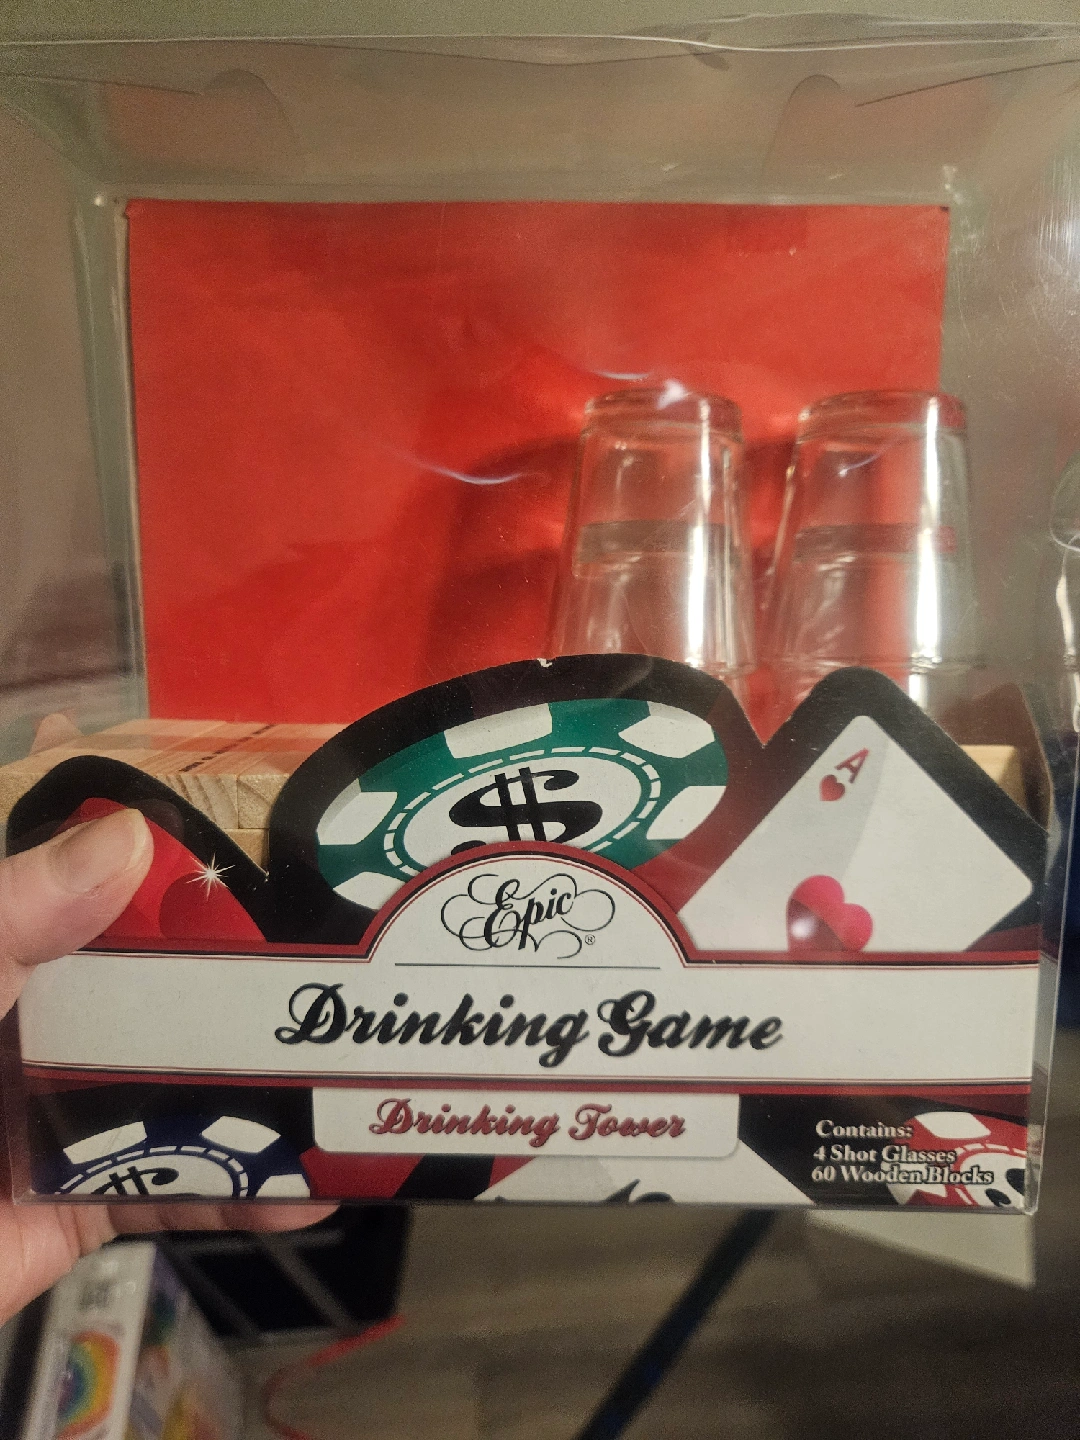 A
$
Epic®
Drinking Game
Drinking Tower
Contains:
4 Shot Glasses
60 Wooden Blocks